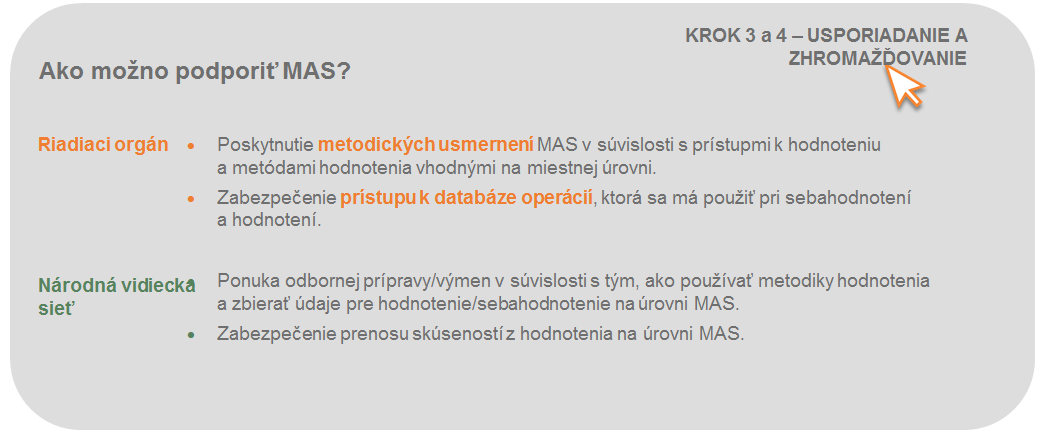 KROK 3 a 4 – USPORIADANIE A
ZHROMAŽĎOVANIE
Ako možno podporiť MAS?
Riadiaci orgán
• Poskytnutie metodických usmernení MAS v súvislosti s prístupmi k hodnoteniu
a metódami hodnotenia vhodnými na miestnej úrovni.
• Zabezpečenie prístupu k databáze operácií, ktorá sa má použiť pri sebahodnotení
a hodnotení.
Národná vidiecka
sieť
• Ponuka odbornej prípravy/výmen v súvislosti s tým, ako používať metodiky hodnotenia
a zbierať údaje pre hodnotenie/sebahodnotenie na úrovni MAS.
• Zabezpečenie prenosu skúseností z hodnotenia na úrovni MAS.